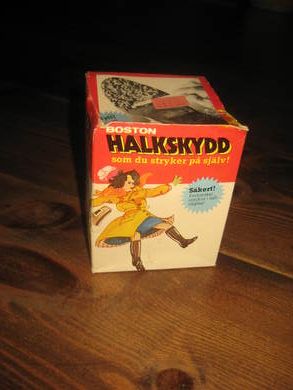 BOSTON
HALKSKYDD
som du stryker på själv!
Säkert!